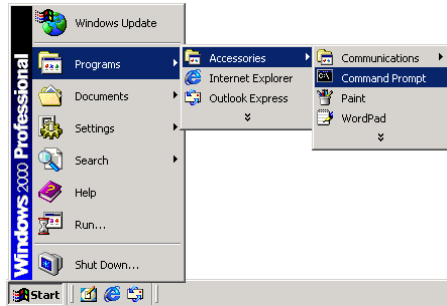 Windows Update
Programs
Documents
Settings
Search
Help
Run...
Shut Down...
Windows 2000 Professional
Accessories
Internet Explorer
Outlook Express
Communications
Command Prompt
Paint
WordPad
Start